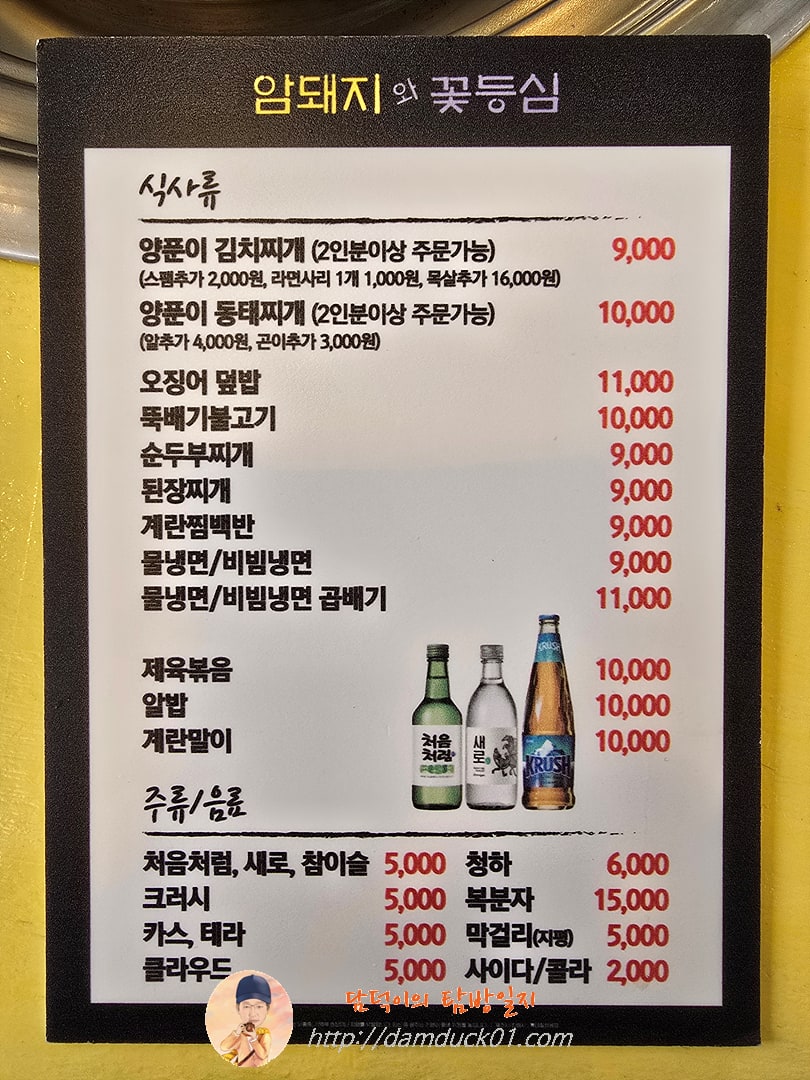 암돼지 와 꽃등심
식사류
양푼이 김치찌개 (2인분이상 주문가능) 9,000
(스팸추가 2,000원, 라면사리 1개 1,000원, 목살추가 16,000원)
양푼이 동태찌개 (2인분이상 주문가능) 10,000
(알추가 4,000원, 곤이추가 3,000원)
오징어 덮밥 11,000
뚝배기불고기 10,000
순두부찌개 9,000
된장찌개 9,000
계란찜백반 9,000
물냉면/비빔냉면 9,000
물냉면/비빔냉면 곱배기 11,000
제육볶음 10,000
알밥 10,000
계란말이 10,000
처음처럼
새로
KRUSH
KRUSH
주류/음료
처음처럼, 새로, 참이슬 5,000 청하 6,000
크러시 5,000 복분자 15,000
카스, 테라 5,000 막걸리(지평) 5,000
클라우드 5,000 사이다/콜라 2,000
담덕이의 탐방일지
http://damduck01.com